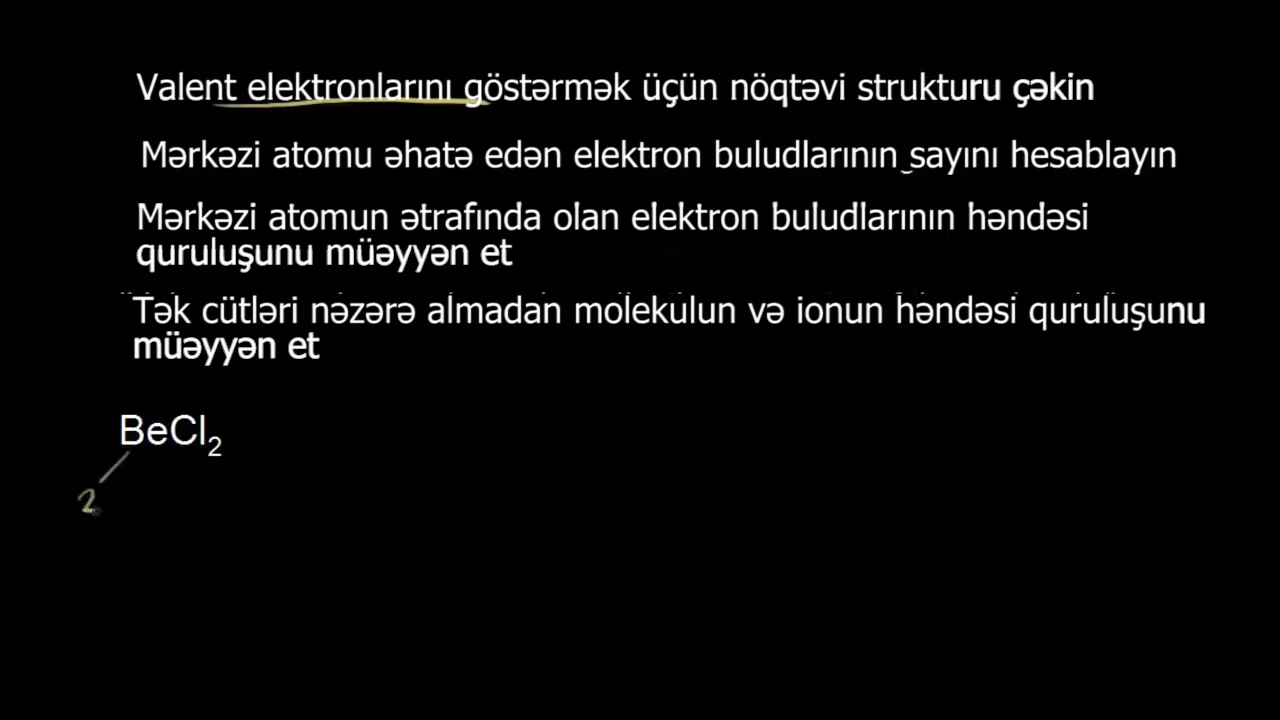 Valent elektronlarını göstərmək üçün nöqtəvi strukturu çəkin
Mərkəzi atomu əhatə edən elektron buludlarının sayını hesablayın
Mərkəzi atomun ətrafında olan elektron buludlarının həndəsi
quruluşunu müəyyən et
Tək cütləri nəzərə almadan molekulun və ionun həndəsi quruluşunu
müəyyən et
BeCl₂
2